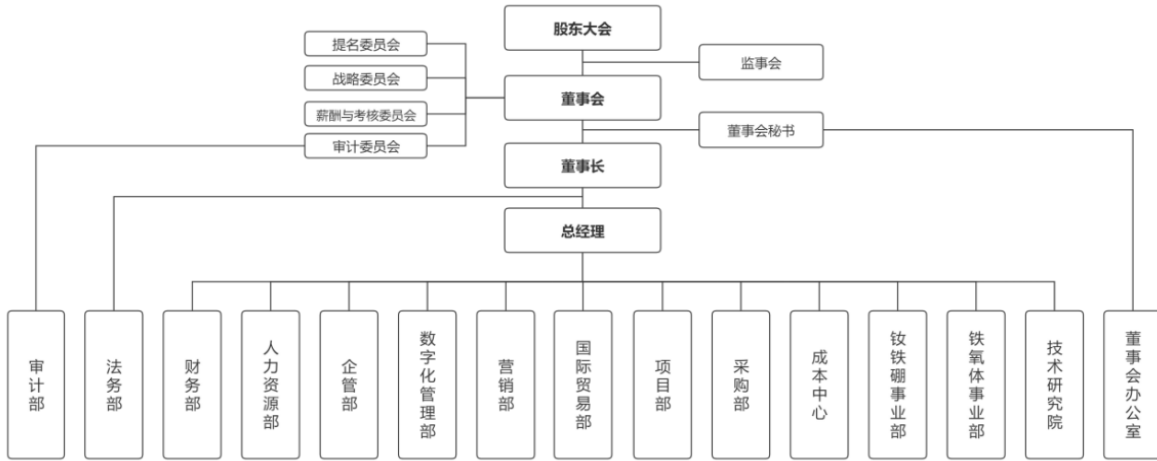 股东大会
提名委员会
监事会
战略委员会
董事会
薪酬与考核委员会
董事会秘书
审计委员会
董事长
总经理
审计部
法务部
财务部
人力资源部
企管部
数字化管理部
营销部
国际贸易部
项目部
采购部
成本中心
钕铁硼事业部
铁氧体事业部
技术研究院
董事会办公室